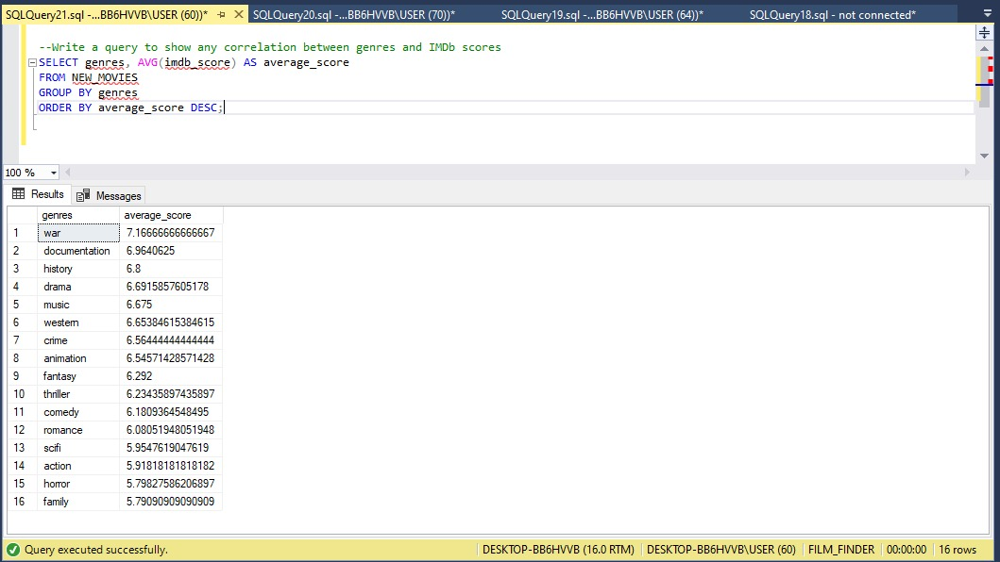 SQLQuery21.sql -...BB6HVVB\USER (60))* SQLQuery20.sql -...BB6HVVB\USER (70))* SQLQuery19.sql -...BB6HVVB\USER (64))* SQLQuery18.sql - not connected*
--Write a query to show any correlation between genres and IMDb scores
SELECT genres, AVG(imdb_score) AS average_score
FROM NEW_MOVIES
GROUP BY genres
ORDER BY average_score DESC;
100 %
Results Messages
genres average_score
1 war 7.16666666666667
2 documentation 6.9640625
3 history 6.8
4 drama 6.6915857605178
5 music 6.675
6 western 6.65384615384615
7 crime 6.56444444444444
8 animation 6.54571428571428
9 fantasy 6.292
10 thriller 6.23435897435897
11 comedy 6.1809364548495
12 romance 6.08051948051948
13 scifi 5.9547619047619
14 action 5.91818181818182
15 horror 5.79827586206897
16 family 5.79090909090909
Query executed successfully. DESKTOP-BB6HVVB (16.0 RTM) DESKTOP-BB6HVVB\USER (60) FILM_FINDER 00:00:00 16 rows